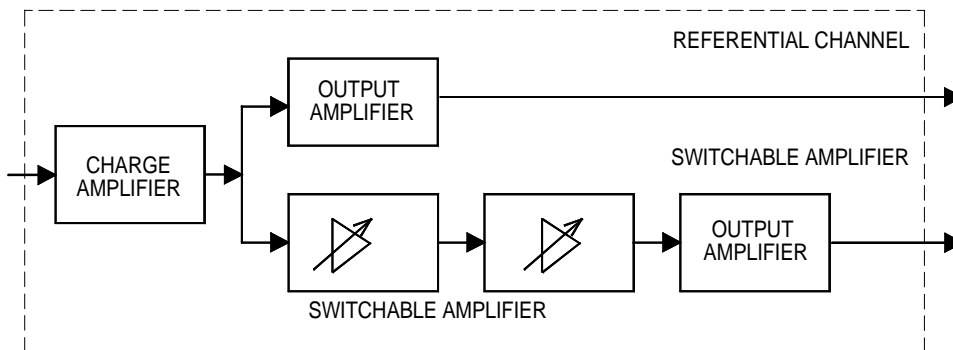 REFERENTIAL CHANNEL
OUTPUT
AMPLIFIER
CHARGE
AMPLIFIER
SWITCHABLE AMPLIFIER
OUTPUT
AMPLIFIER
SWITCHABLE AMPLIFIER